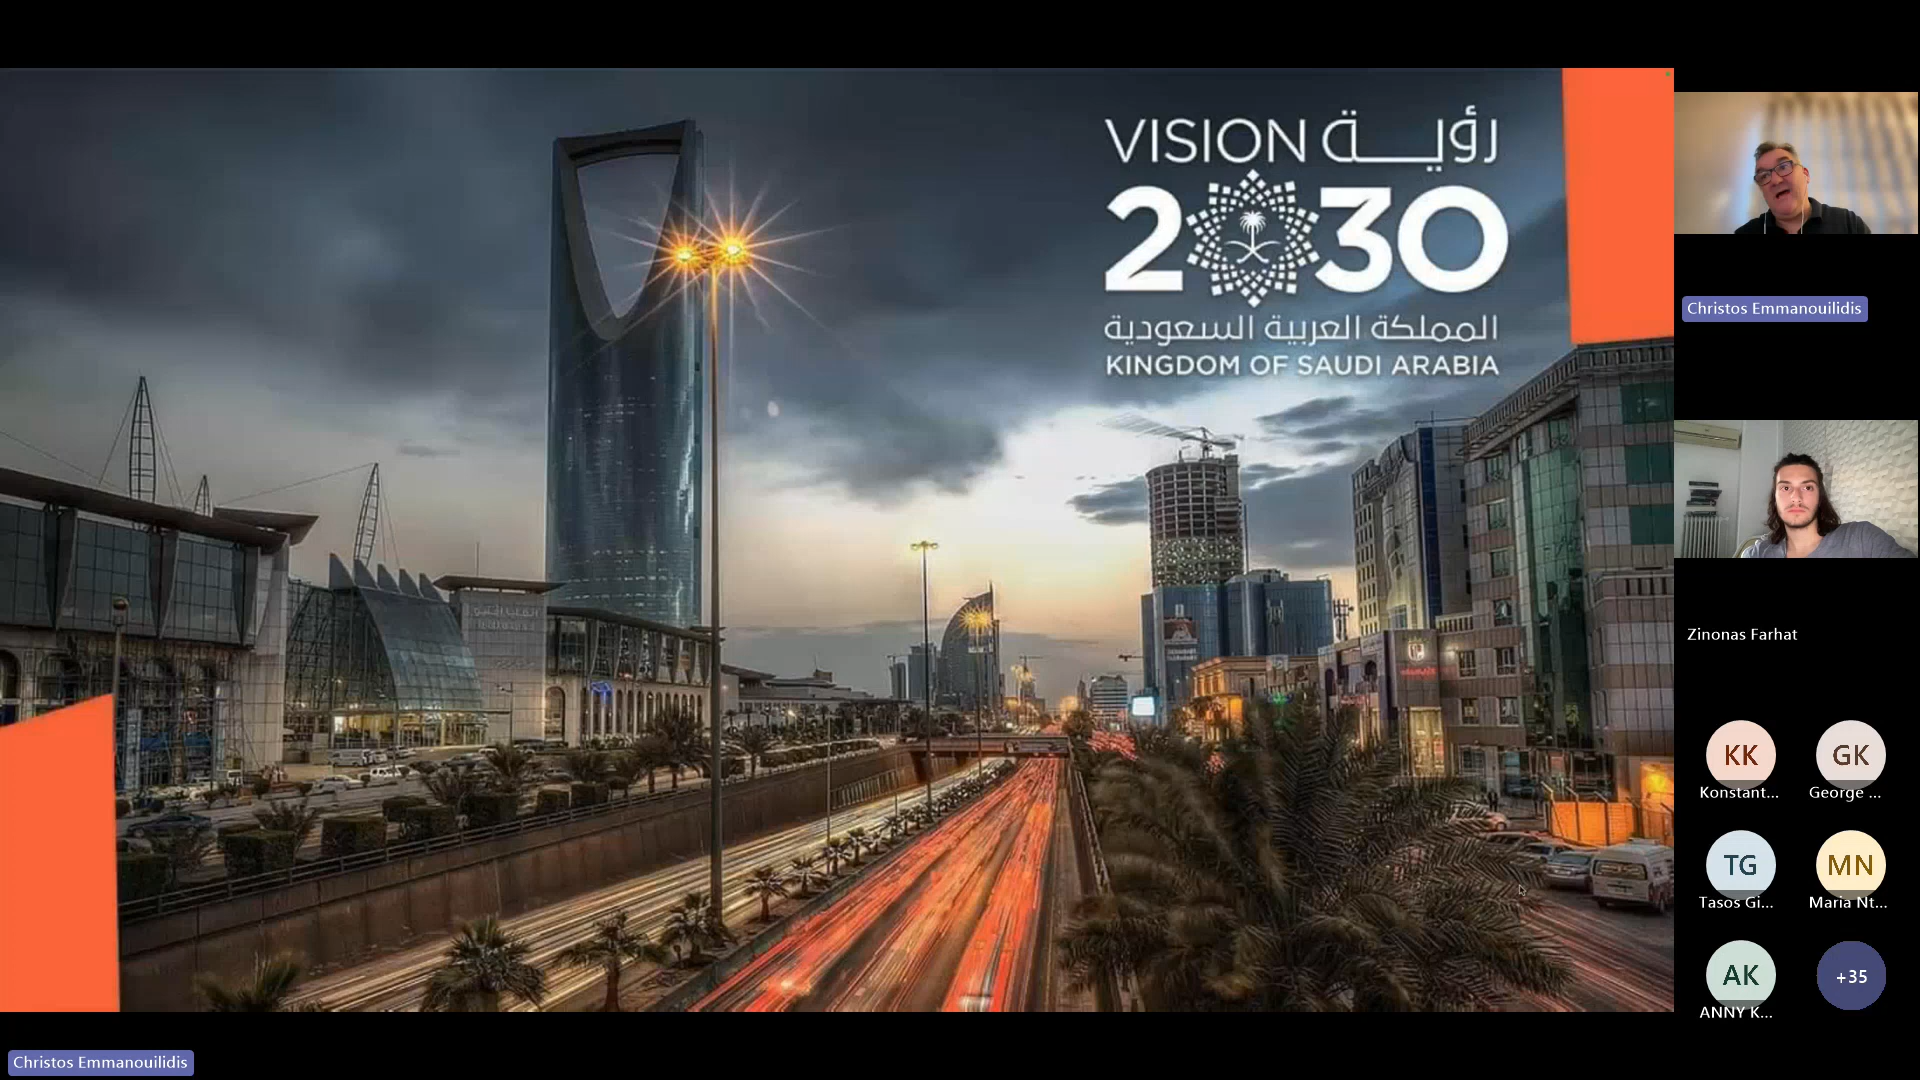 VISION رؤيـــة
2030
المملكة العربية السعودية
KINGDOM OF SAUDI ARABIA
Christos Emmanouilidis
Zinonas Farhat
KK
GK
Konstant...
George ...
TG
MN
Tasos Gi...
Maria Nt...
AK
+35
ANNY K...
Christos Emmanouilidis